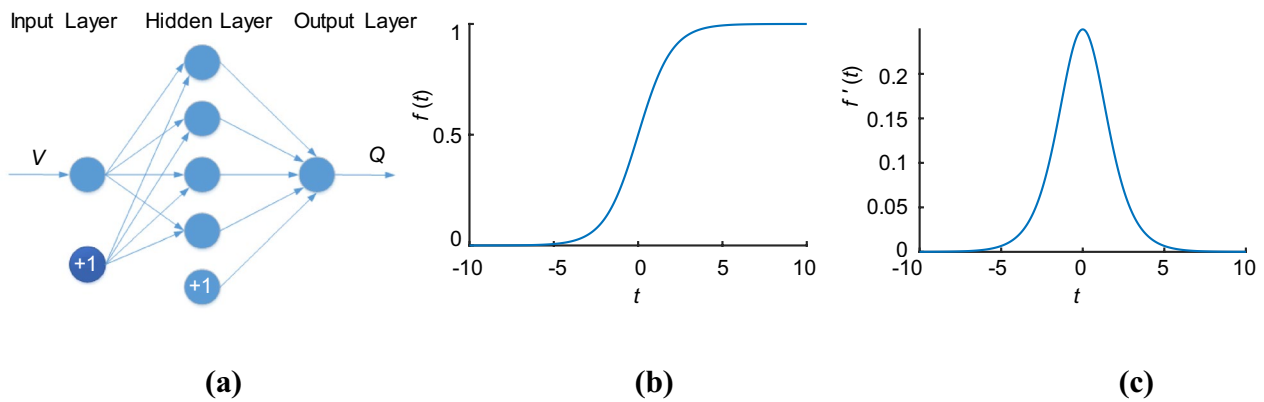 Input Layer Hidden Layer Output Layer
V
Q
+1
+1
f (t)
1
0.5
0
-10 -5 0 5 10
t
f ' (t)
0.2
0.15
0.1
0.05
0
-10 -5 0 5 10
t
(a) (b) (c)